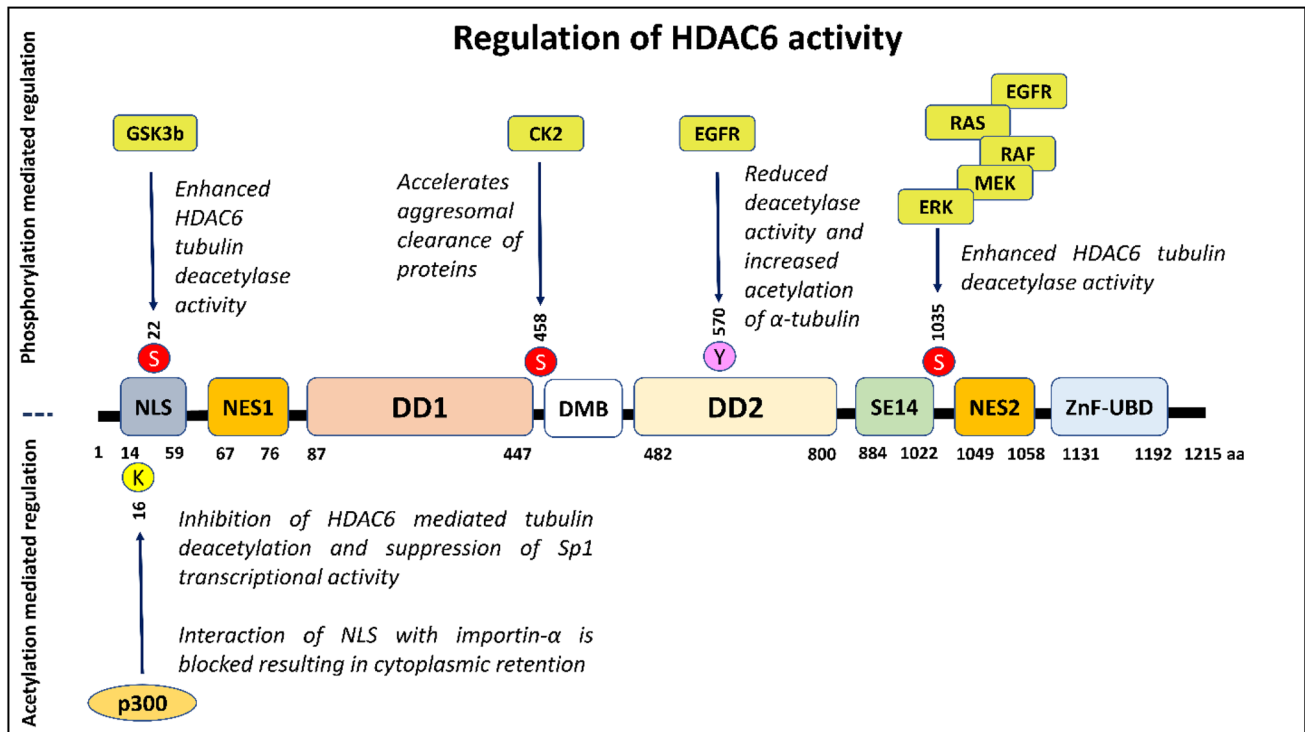 Regulation of HDAC6 activity
Phosphorylation mediated regulation
GSK3b
Enhanced
HDAC6
tubulin
deacetylase
activity
22
S
CK2
Accelerates
aggresomal
clearance of
proteins
458
S
EGFR
Reduced
deacetylase
activity and
increased
acetylation
of α-tubulin
570
Y
EGFR
RAS
RAF
MEK
ERK
Enhanced HDAC6 tubulin
deacetylase activity
1035
S
NLS NES1 DD1 DMB DD2 SE14 NES2 ZnF-UBD
1 14 59 67 76 87 447 482 800 884 1022 1049 1058 1131 1192 1215 aa
Acetylation mediated regulation
K
16
Inhibition of HDAC6 mediated tubulin
deacetylation and suppression of Sp1
transcriptional activity
Interaction of NLS with importin-α is
blocked resulting in cytoplasmic retention
p300